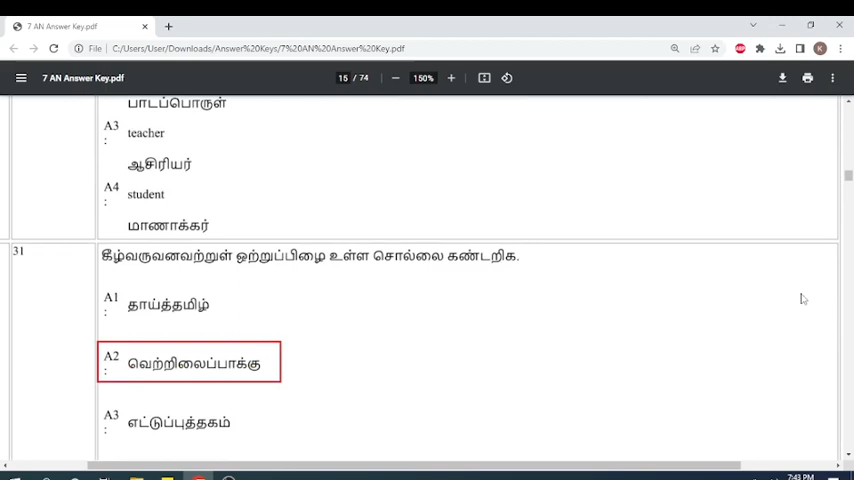 7 AN Answer Key.pdf
File
C:/Users/User/Downloads/Answer%20Keys/7%20AN%20Answer%20Key.pdf
ABP
K
7 AN Answer Key.pdf
15 / 74
150%
பாடப்பொருள்
A3 teacher
:
ஆசிரியர்
A4 student
:
மாணாக்கர்
31 கீழ்வருவனவற்றுள் ஒற்றுப்பிழை உள்ள சொல்லை கண்டறிக.
A1 தாய்த்தமிழ்
:
A2 வெற்றிலைப்பாக்கு
:
A3 எட்டுப்புத்தகம்
:
7:43 PM